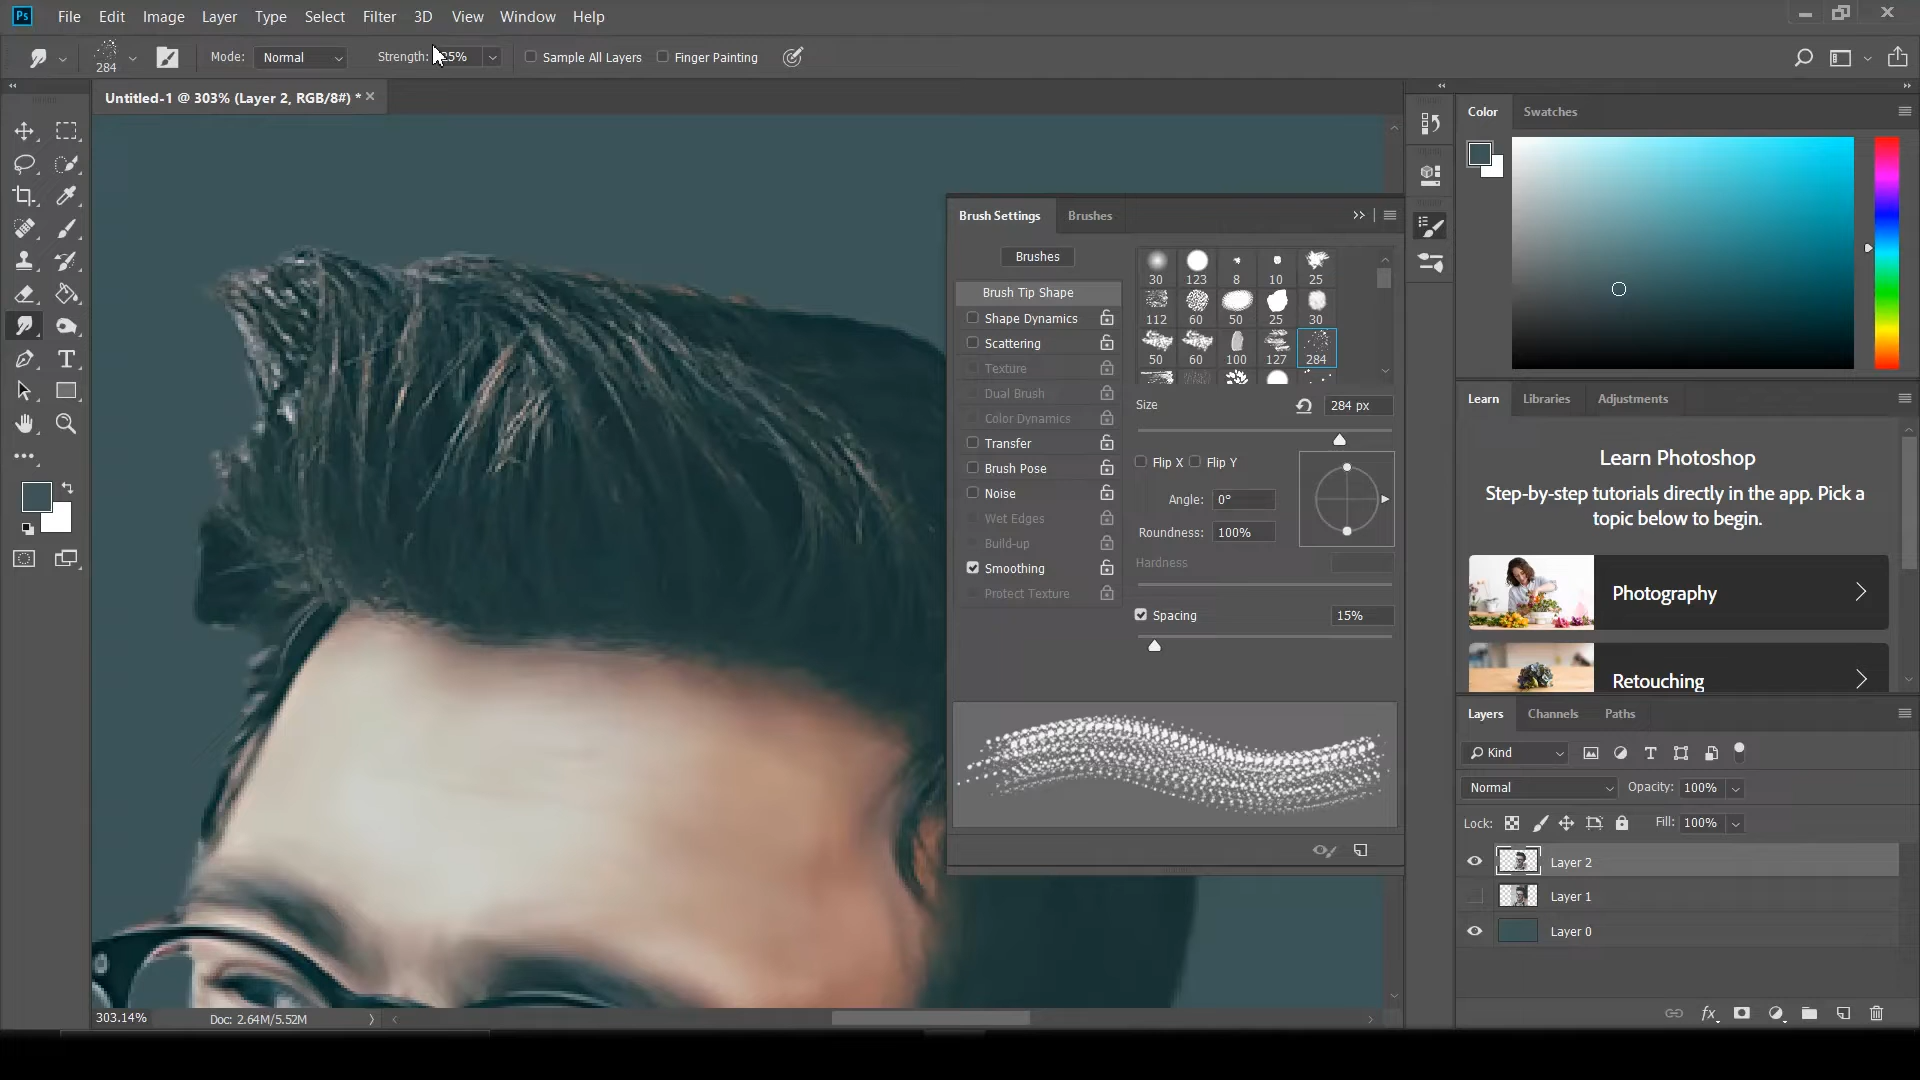 Ps File Edit Image Layer Type Select Filter 3D View Window Help
284 Mode: Normal Strength: 25% Sample All Layers Finger Painting
Untitled-1 @ 303% (Layer 2, RGB/8#) *
Brush Settings Brushes
Brushes
Brush Tip Shape
Shape Dynamics
Scattering
Texture
Dual Brush
Color Dynamics
Transfer
Brush Pose
Noise
Wet Edges
Build-up
Smoothing
Protect Texture
30 123 8 10 25
112 60 50 25 30
50 60 100 127 284
Size 284 px
Flip X Flip Y
Angle: 0°
Roundness: 100%
Hardness
Spacing 15%
Color Swatches
Learn Libraries Adjustments
Learn Photoshop
Step-by-step tutorials directly in the app. Pick a
topic below to begin.
Photography
Retouching
Layers Channels Paths
Kind
Normal Opacity: 100%
Lock: Fill: 100%
Layer 2
Layer 1
Layer 0
303.14% Doc: 2.64M/5.52M